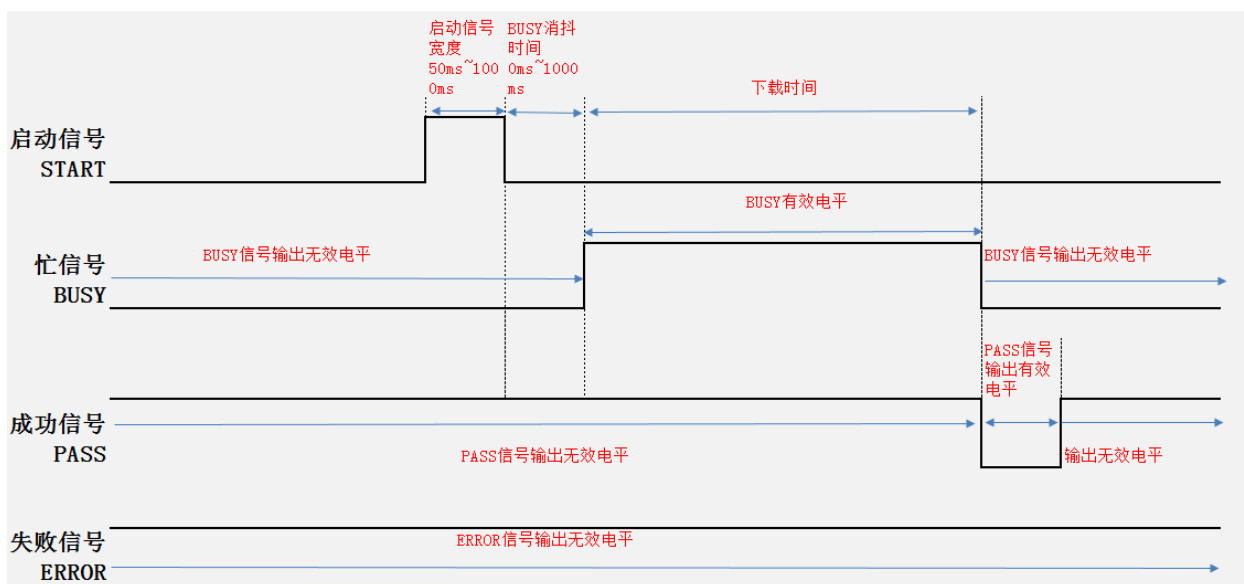 启动信号
宽度
50ms~100
0ms
BUSY消抖
时间
0ms~1000
ms
下载时间
启动信号
START
BUSY有效电平
BUSY信号输出无效电平
BUSY信号输出无效电平
忙信号
BUSY
PASS信号
输出有效
电平
成功信号
PASS
PASS信号输出无效电平
输出无效电平
失败信号
ERROR
ERROR信号输出无效电平